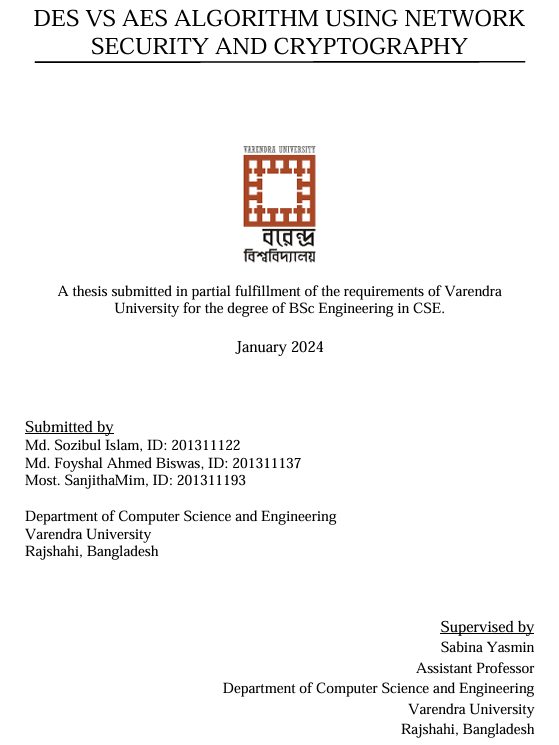 DES VS AES ALGORITHM USING NETWORK
SECURITY AND CRYPTOGRAPHY
VARENDRA UNIVERSITY
বরেন্দ্র
বিশ্ববিদ্যালয়
A thesis submitted in partial fulfillment of the requirements of Varendra
University for the degree of BSc Engineering in CSE.
January 2024
Submitted by
Md. Sozibul Islam, ID: 201311122
Md. Foyshal Ahmed Biswas, ID: 201311137
Most. SanjithaMim, ID: 201311193
Department of Computer Science and Engineering
Varendra University
Rajshahi, Bangladesh
Supervised by
Sabina Yasmin
Assistant Professor
Department of Computer Science and Engineering
Varendra University
Rajshahi, Bangladesh